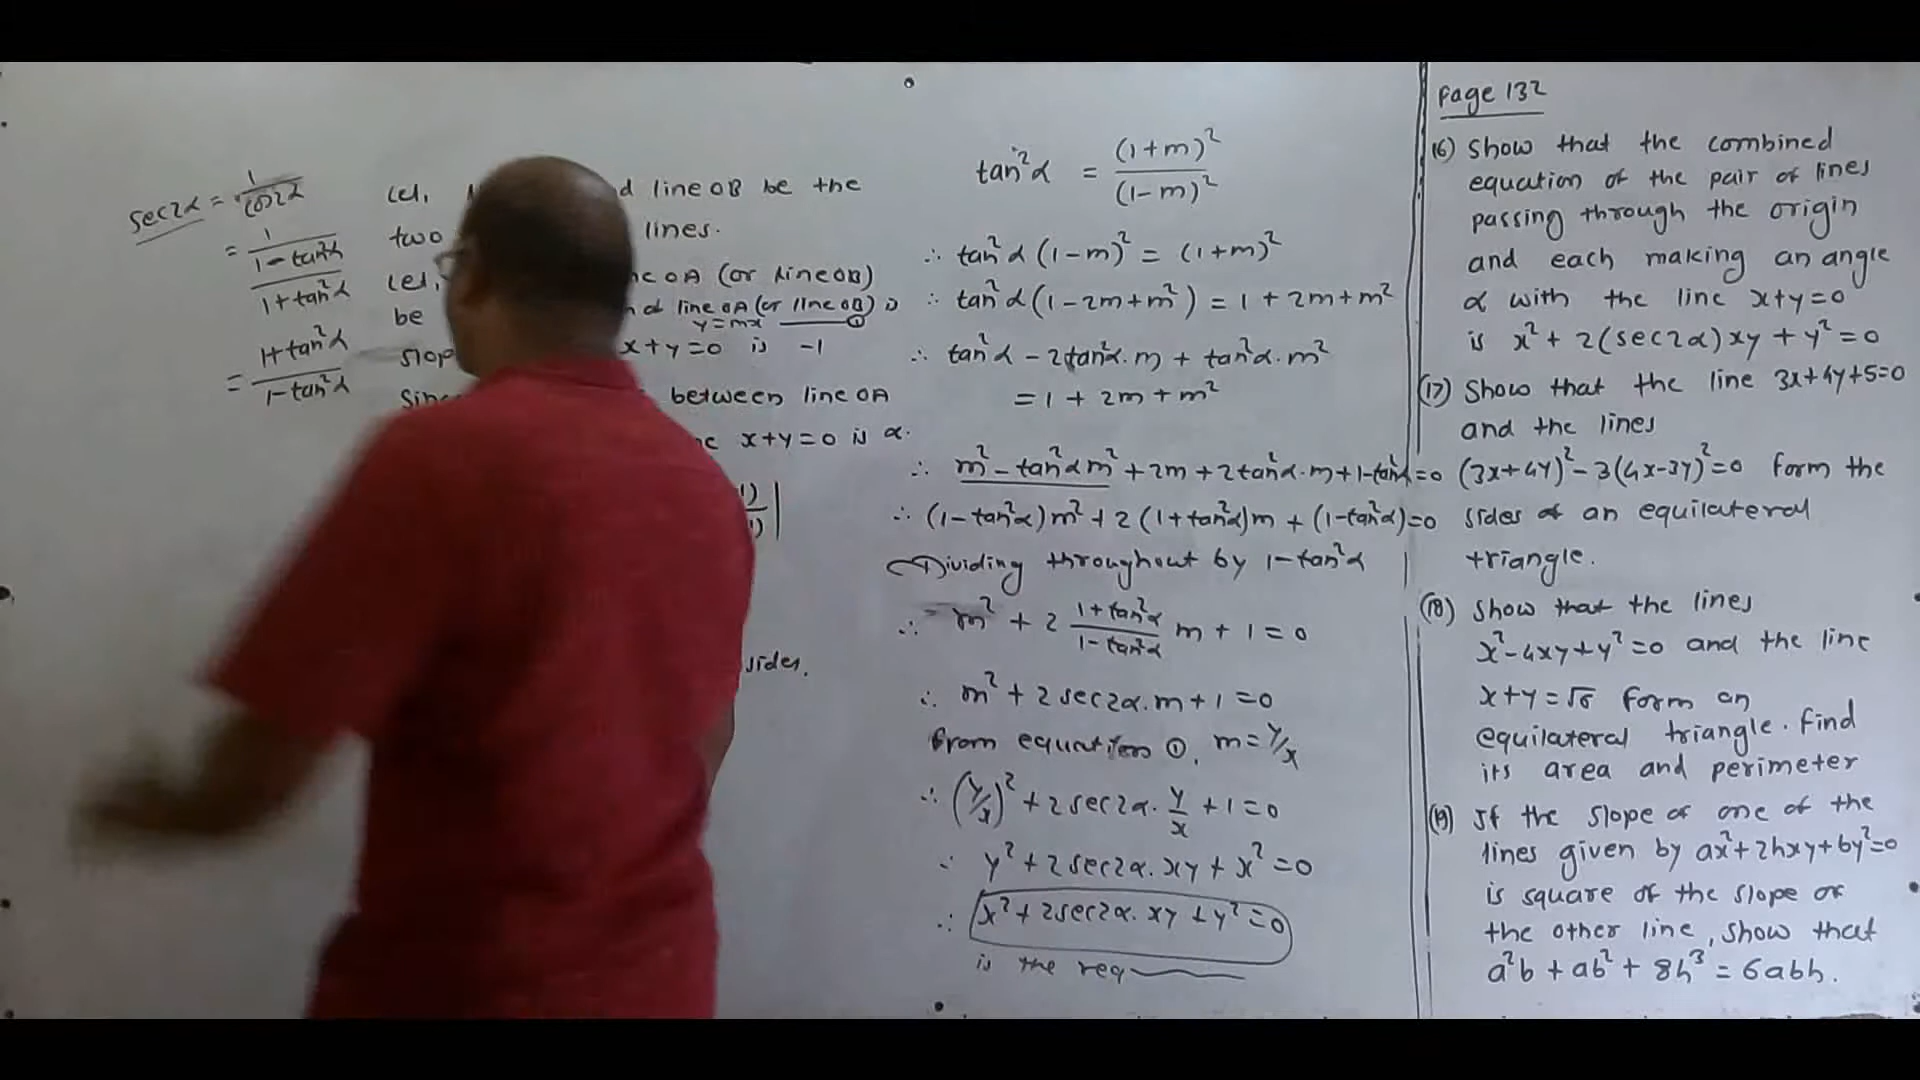 sec2α = 1/cos2α
= 1/(1-tan²α/1+tan²α)
= 1+tan²α/1-tan²α
Let, line OB be the
two lines.
Let, OA (or line OB)
be line OA (or line OB) is
y=mx ——①
slop x+y=0 is -1
Sinc between line OA
x+y=0 is α.
sides.
tan²α = (1+m)²/(1-m)²
∴ tan²α (1-m)² = (1+m)²
∴ tan²α (1-2m+m²) = 1+2m+m²
∴ tan²α - 2tan²α.m + tan²α.m²
= 1 + 2m + m²
∴ m² - tan²αm² + 2m + 2tan²α.m + 1-tan²α=0
∴ (1-tan²α)m² + 2(1+tan²α)m + (1-tan²α)=0
Dividing throughout by 1-tan²α
∴ m² + 2 1+tan²α/1-tan²α m + 1 = 0
∴ m² + 2 sec2α.m + 1 = 0
From equation ①, m = y/x
∴ (y/x)² + 2 sec2α. y/x + 1 = 0
∴ y² + 2 sec2α. xy + x² = 0
∴ x² + 2sec2α. xy + y² = 0
is the req
Page 132
(16) Show that the combined
equation of the pair of lines
passing through the origin
and each making an angle
α with the line x+y=0
is x² + 2(sec2α)xy + y² = 0
(17) Show that the line 3x+4y+5=0
and the lines
(3x+4y)² - 3(4x-3y)² = 0 form the
sides of an equilateral
triangle.
(18) Show that the lines
x²-4xy+y²=0 and the line
x+y=√6 form an
equilateral triangle. Find
its area and perimeter
(19) If the slope of one of the
lines given by ax²+2hxy+by²=0
is square of the slope of
the other line, show that
a²b + ab² + 8h³ = 6abh.